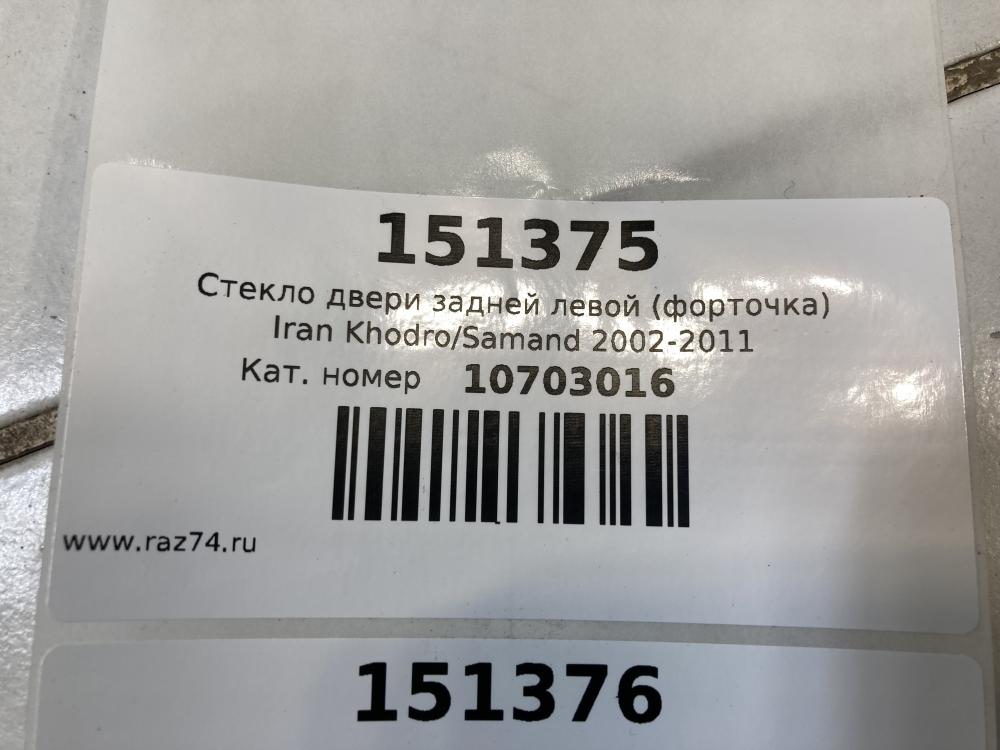 151375
Стекло двери задней левой (форточка)
Iran Khodro/Samand 2002-2011
Кат. номер 10703016
www.raz74.ru
151376